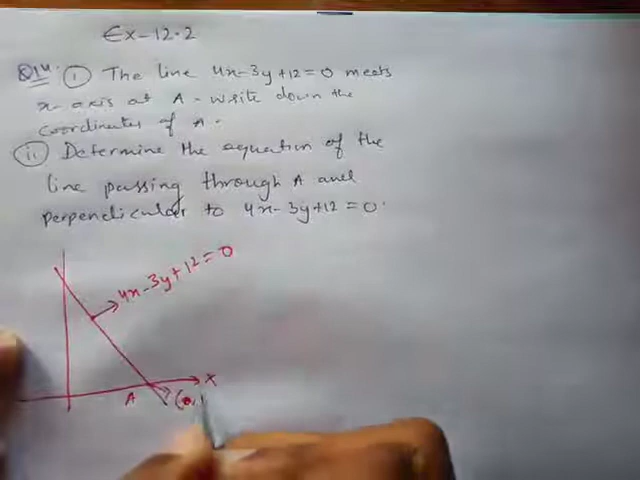 Ex-12.2
Q14. (i) The line 4x-3y+12=0 meets
x-axis at A. write down the
coordinates of A.
(ii) Determine the equation of the
line passing through A and
perpendicular to 4x-3y+12=0.
4x-3y+12=0
X
A